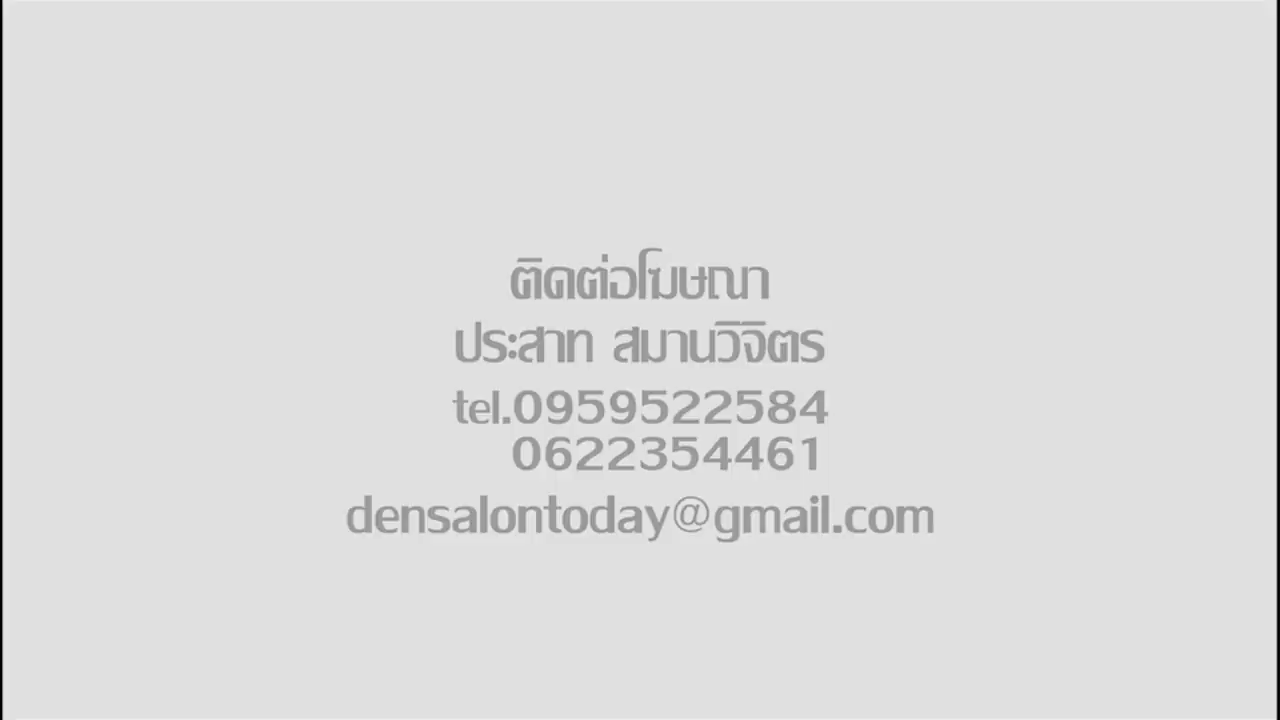 ติดต่อโฆษณา
ประสาท สมานวิจิตร
tel.0959522584
0622354461
densalontoday@gmail.com